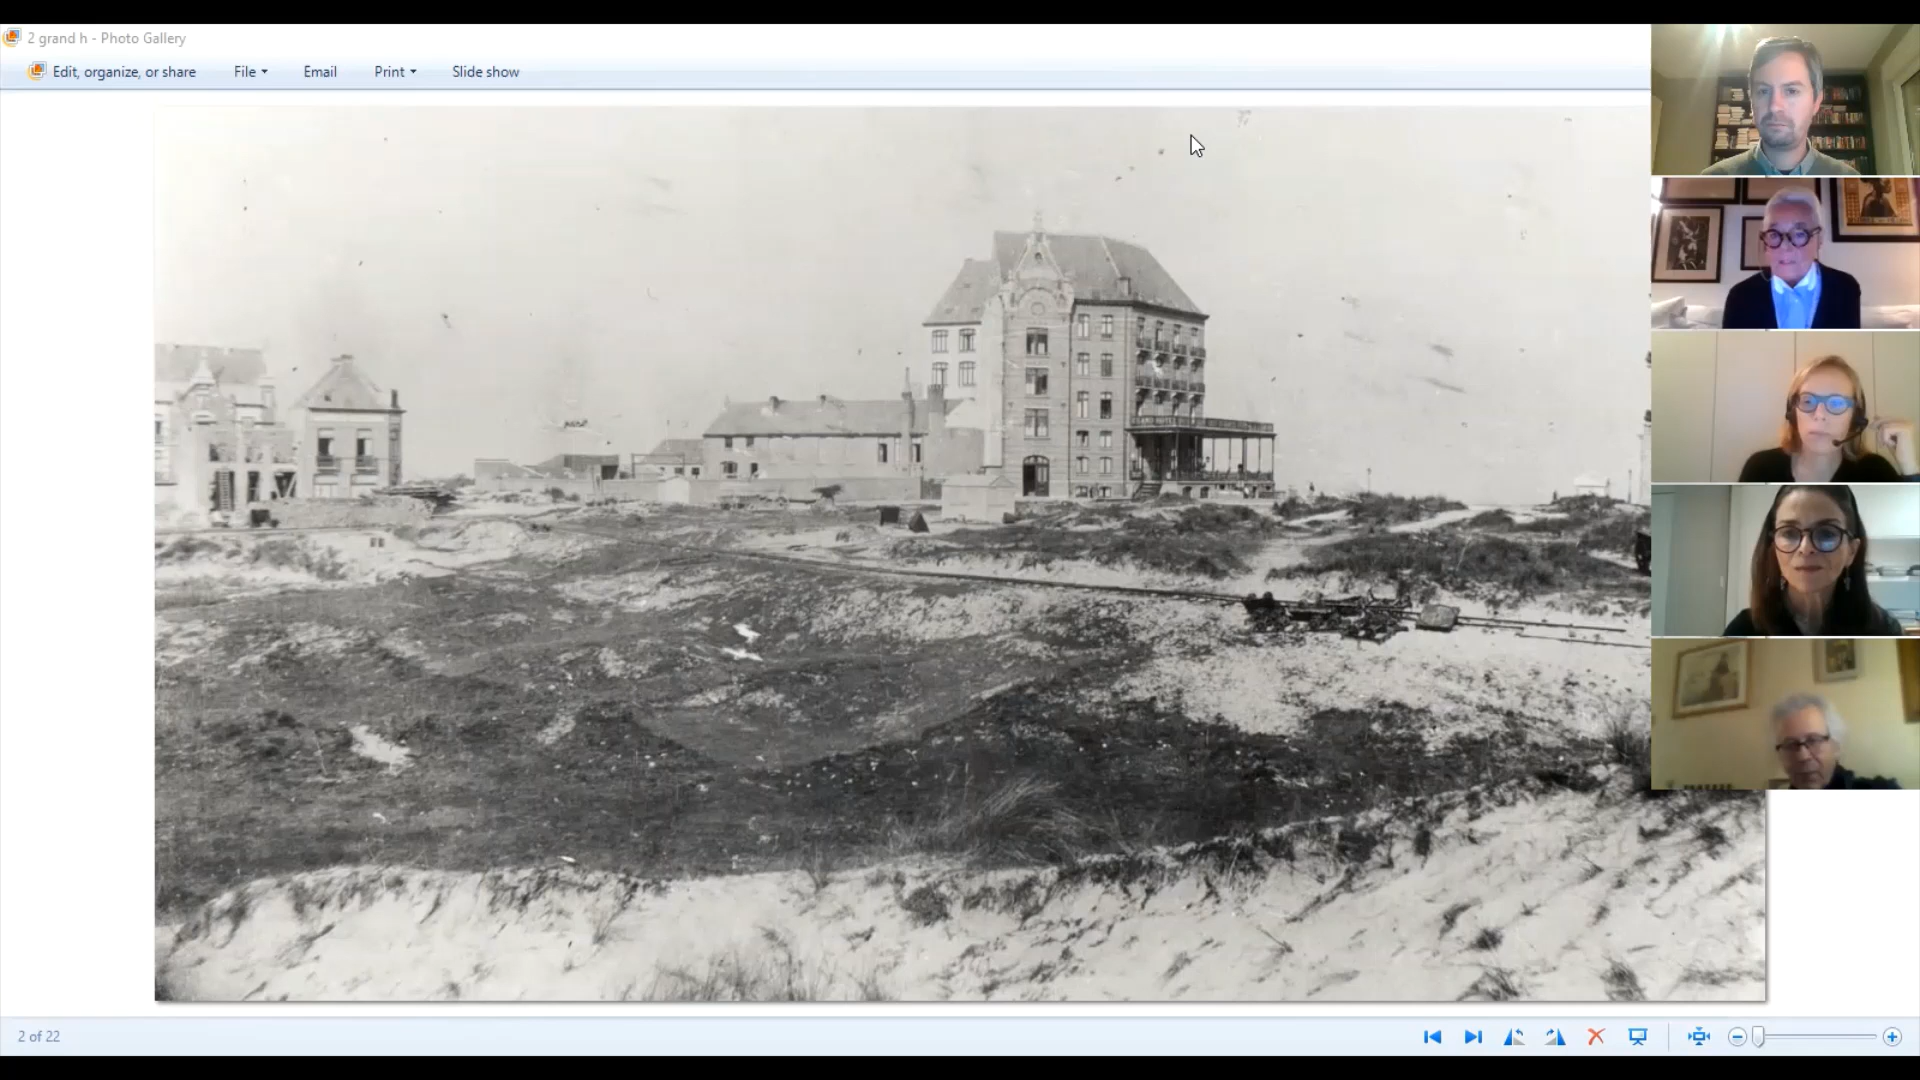 2 grand h - Photo Gallery
Edit, organize, or share File Email Print Slide show
2 of 22